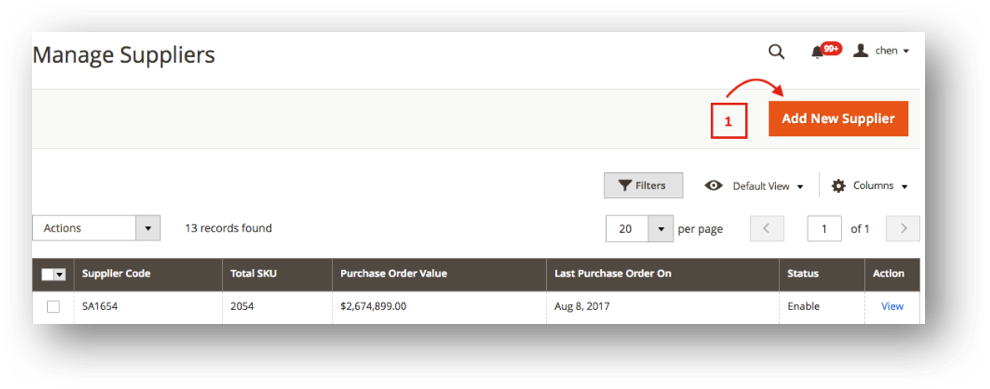 Manage Suppliers
99+ chen
1 Add New Supplier
Filters Default View Columns
Actions 13 records found 20 per page 1 of 1
Supplier Code Total SKU Purchase Order Value Last Purchase Order On Status Action
SA1654 2054 $2,674,899.00 Aug 8, 2017 Enable View